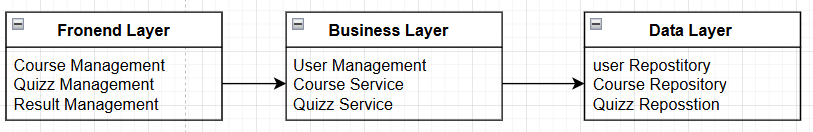 Fronend Layer
Course Management
Quizz Management
Result Management
Business Layer
User Management
Course Service
Quizz Service
Data Layer
user Repostitory
Course Repository
Quizz Reposstion